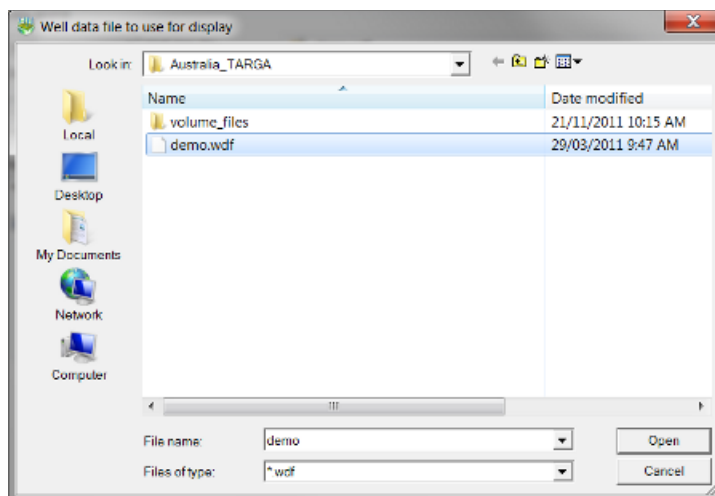 Well data file to use for display
Look in: Australia_TARGA
Name Date modified
volume_files 21/11/2011 10:15 AM
demo.wdf 29/03/2011 9:47 AM
Local
Desktop
My Documents
Network
Computer
File name: demo Open
Files of type: *.wdf Cancel